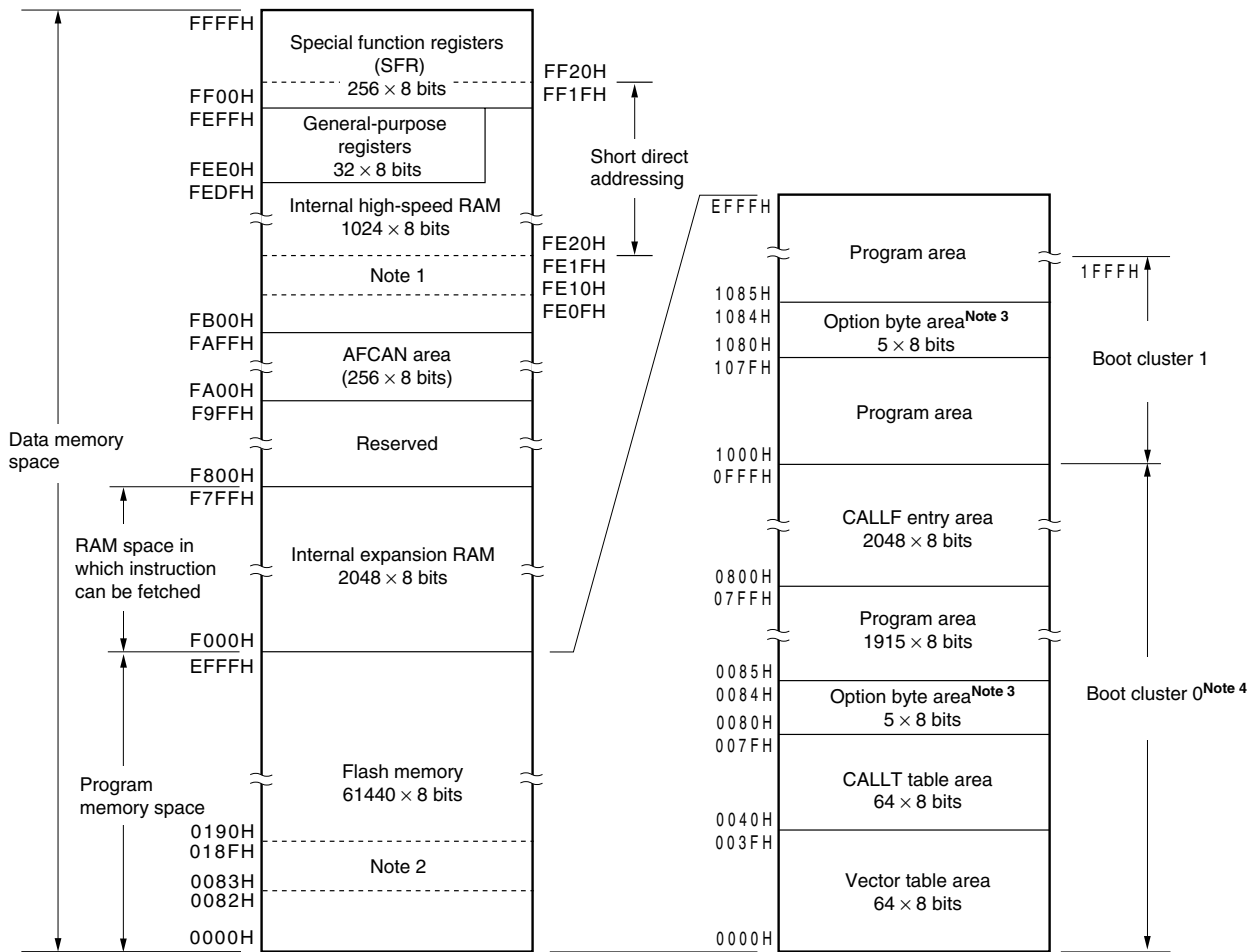 FFFFH
Special function registers
(SFR)
256 × 8 bits
FF20H
FF1FH
FF00H
FEFFH
General-purpose
registers
32 × 8 bits
FEE0H
FEDFH
Short direct
addressing
Internal high-speed RAM
1024 × 8 bits
FE20H
FE1FH
Note 1
FE10H
FE0FH
FB00H
FAFFH
AFCAN area
(256 × 8 bits)
FA00H
F9FFH
Data memory
space
Reserved
F800H
F7FFH
RAM space in
which instruction
can be fetched
Internal expansion RAM
2048 × 8 bits
F000H
EFFFH
Program
memory space
Flash memory
61440 × 8 bits
0190H
018FH
Note 2
0083H
0082H
0000H
EFFFH
Program area
1FFFH
1085H
1084H
Option byte area Note 3
5 × 8 bits
1080H
107FH
Boot cluster 1
Program area
1000H
0FFFH
CALLF entry area
2048 × 8 bits
0800H
07FFH
Program area
1915 × 8 bits
0085H
0084H
Option byte area Note 3
5 × 8 bits
Boot cluster 0 Note 4
0080H
007FH
CALLT table area
64 × 8 bits
0040H
003FH
Vector table area
64 × 8 bits
0000H